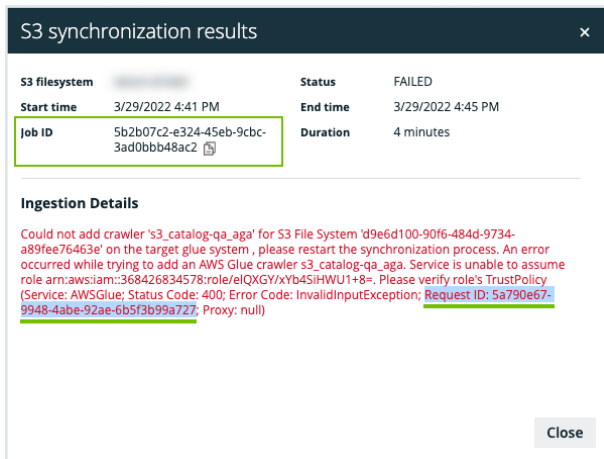 S3 synchronization results
S3 filesystem Status FAILED
Start time 3/29/2022 4:41 PM End time 3/29/2022 4:45 PM
Job ID 5b2b07c2-e324-45eb-9cbc- Duration 4 minutes
3ad0bbb48ac2
Ingestion Details
Could not add crawler 's3_catalog-qa_aga' for S3 File System 'd9e6d100-90f6-484d-9734-
a89fee76463e' on the target glue system , please restart the synchronization process. An error
occurred while trying to add an AWS Glue crawler s3_catalog-qa_aga. Service is unable to assume
role arn:aws:iam::368426834578:role/elQXGY/xYb4SiHWU1+8=. Please verify role's TrustPolicy
(Service: AWSGlue; Status Code: 400; Error Code: InvalidInputException; Request ID: 5a790e67-
9948-4abe-92ae-6b5f3b99a727; Proxy: null)
Close